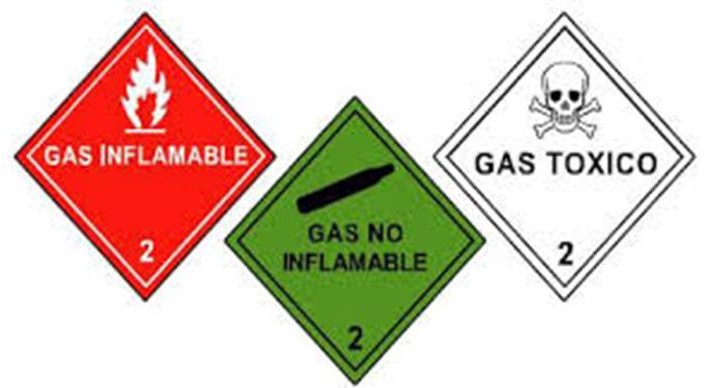 GAS INFLAMABLE
2
GAS NO
INFLAMABLE
2
GAS TOXICO
2